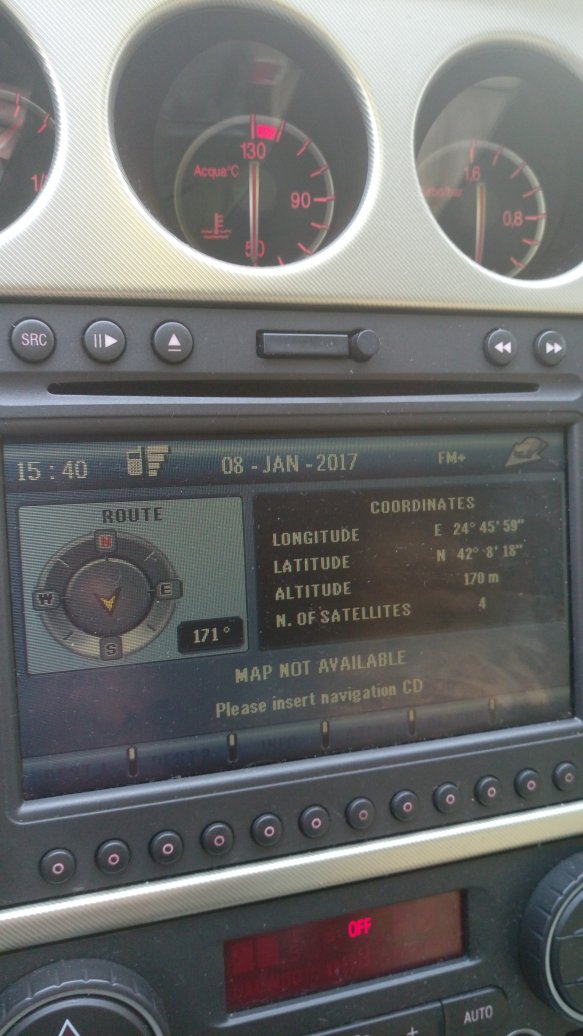 130
Acqua°C
90
50
1,6
0,8
SRC
15 : 40
08 - JAN - 2017
FM+
ROUTE
N
W
E
S
171 °
COORDINATES
LONGITUDE E 24° 45' 59"
LATITUDE N 42° 8' 18"
ALTITUDE 170 m
N. OF SATELLITES 4
MAP NOT AVAILABLE
Please insert navigation CD
OFF
AUTO